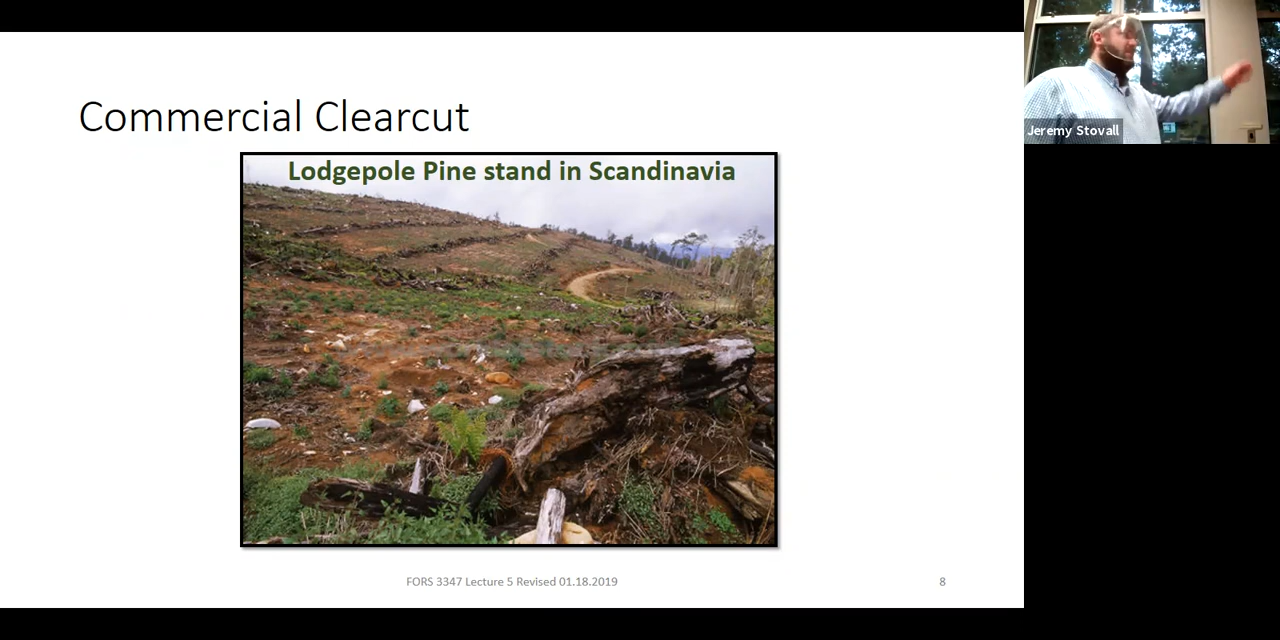 Commercial Clearcut
Lodgepole Pine stand in Scandinavia
FORS 3347 Lecture 5 Revised 01.18.2019
8
Jeremy Stovall